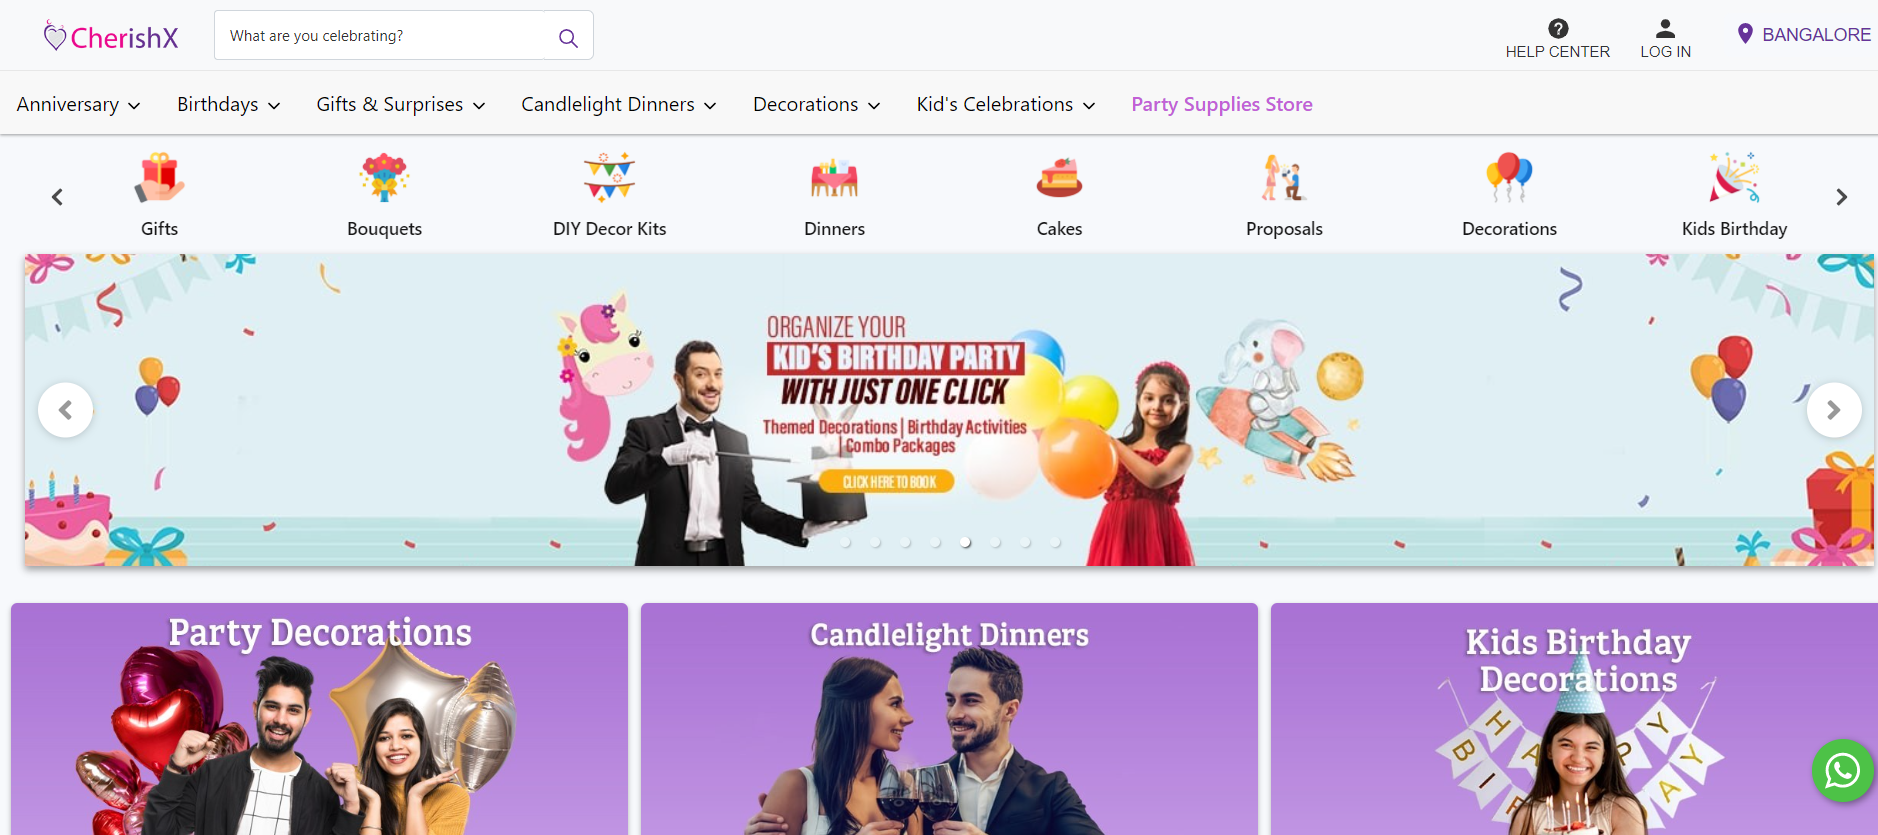 CherishX
What are you celebrating?
HELP CENTER
LOG IN
BANGALORE
Anniversary
Birthdays
Gifts & Surprises
Candlelight Dinners
Decorations
Kid's Celebrations
Party Supplies Store
Gifts
Bouquets
DIY Decor Kits
Dinners
Cakes
Proposals
Decorations
Kids Birthday
ORGANIZE YOUR
KID'S BIRTHDAY PARTY
WITH JUST ONE CLICK
Themed Decorations | Birthday Activities
| Combo Packages
CLICK HERE TO BOOK
Party Decorations
Candlelight Dinners
Kids Birthday
Decorations